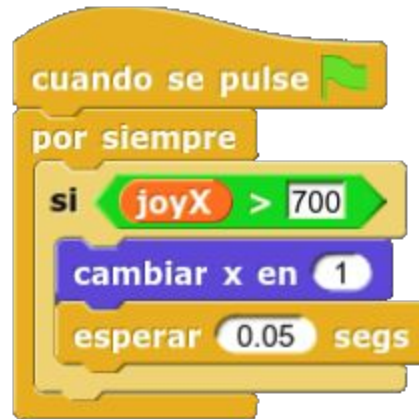 cuando se pulse
por siempre
si joyX > 700
cambiar x en 1
esperar 0.05 segs